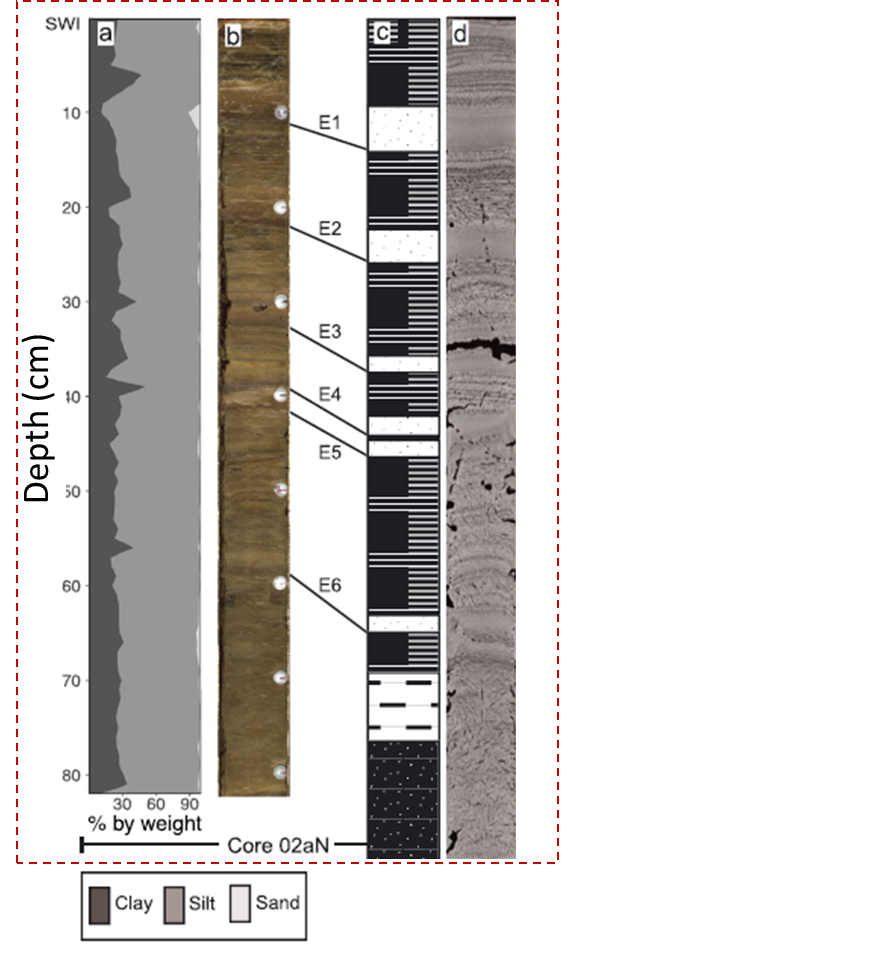 SWI
a
b
c
d
10
E1
20
E2
30
E3
40
E4
E5
50
60
E6
70
80
Depth (cm)
30 60 90
% by weight
Core 02aN
Clay Silt Sand